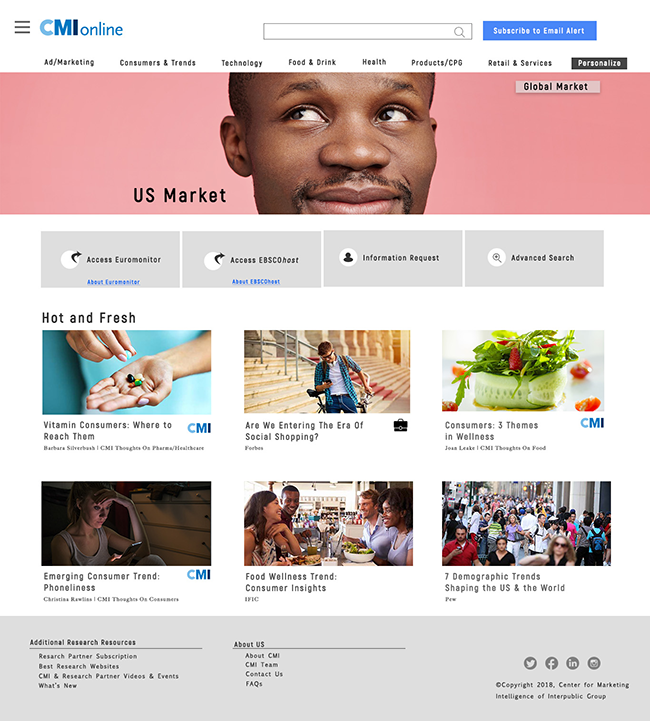 CMIonline
Subscribe to Email Alert
Ad/Marketing Consumers & Trends Technology Food & Drink Health Products/CPG Retail & Services Personalize
Global Market
US Market
Access Euromonitor
About Euromonitor
Access EBSCOhost
About EBSCOhost
Information Request
Advanced Search
Hot and Fresh
Vitamin Consumers: Where to
Reach Them
CMI
Barbara Silverbush | CMI Thoughts On Pharma/Healthcare
Are We Entering The Era Of
Social Shopping?
Forbes
Consumers: 3 Themes
in Wellness
CMI
Joan Leake | CMI Thoughts On Food
Emerging Consumer Trend:
Phoneliness
CMI
Christina Rawlins | CMI Thoughts On Consumers
Food Wellness Trend:
Consumer Insights
IFIC
7 Demographic Trends
Shaping the US & the World
Pew
Additional Research Resources
Resarch Partner Subscription
Best Research Websites
CMI & Research Partner Videos & Events
What's New
About US
About CMI
CMI Team
Contact Us
FAQs
©Copyright 2018, Center for Marketing
Intelligence of Interpublic Group